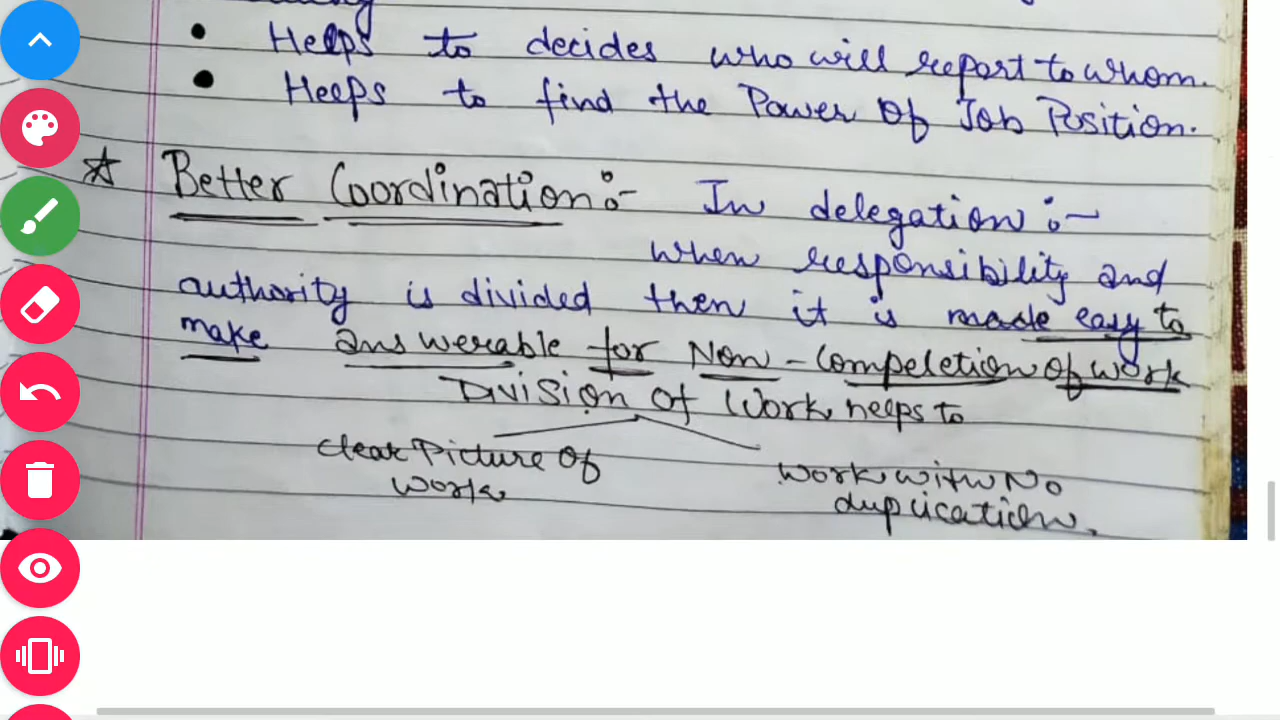 • Helps to decides who will report to whom.
• Helps to find the Power of Job Position.
☆ Better Coordination :- In delegation :-
when responsibility and
authority is divided then it is made easy to
make answerable for Non-Compeletion of work
Division of Work helps to
Clear Picture of
work
work with No
duplication.